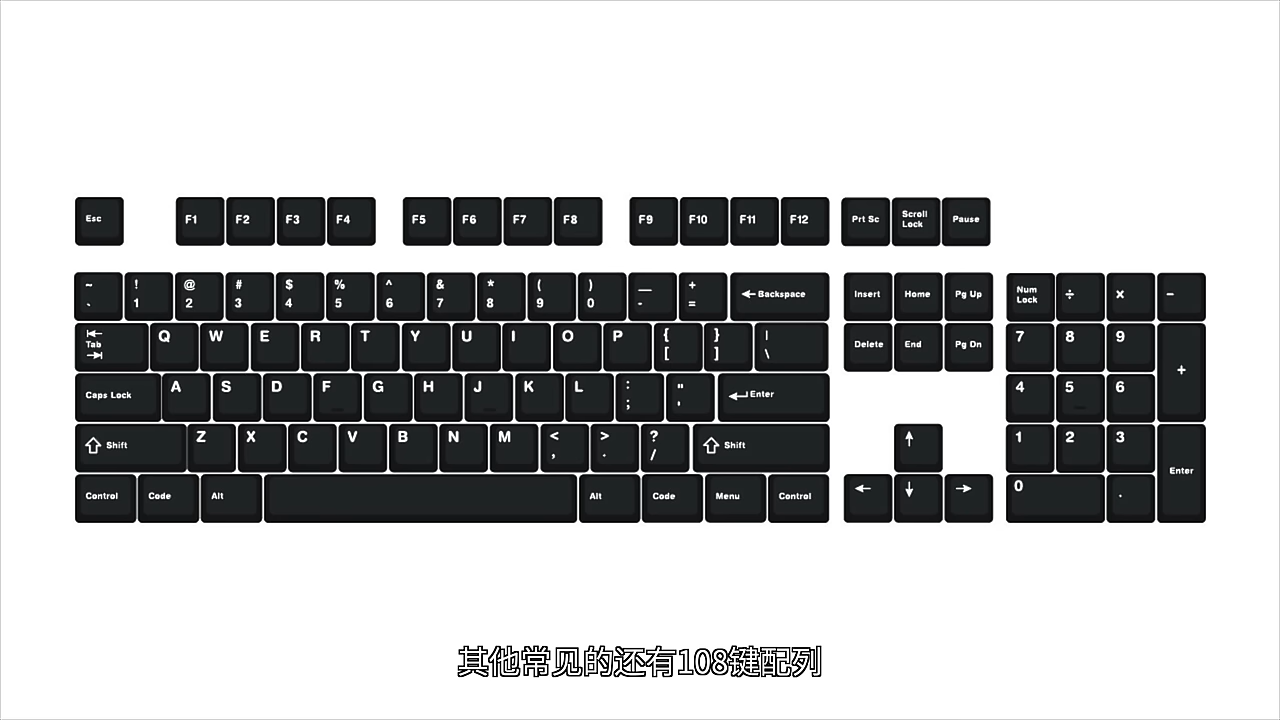 Esc F1 F2 F3 F4 F5 F6 F7 F8 F9 F10 F11 F12 Prt Sc Scroll Lock Pause
~ ! @ # $ % ^ & * ( ) — +
` 1 2 3 4 5 6 7 8 9 0 - = ← Backspace Insert Home Pg Up Num Lock ÷ x −
Tab Q W E R T Y U I O P { [ } ] | \ Delete End Pg Dn 7 8 9 +
Caps Lock A S D F G H J K L : ; " ' Enter 4 5 6
Shift Z X C V B N M < , > . ? / Shift ↑ 1 2 3 Enter
Control Code Alt Alt Code Menu Control ← ↓ → 0 .
其他常见的还有108键配列